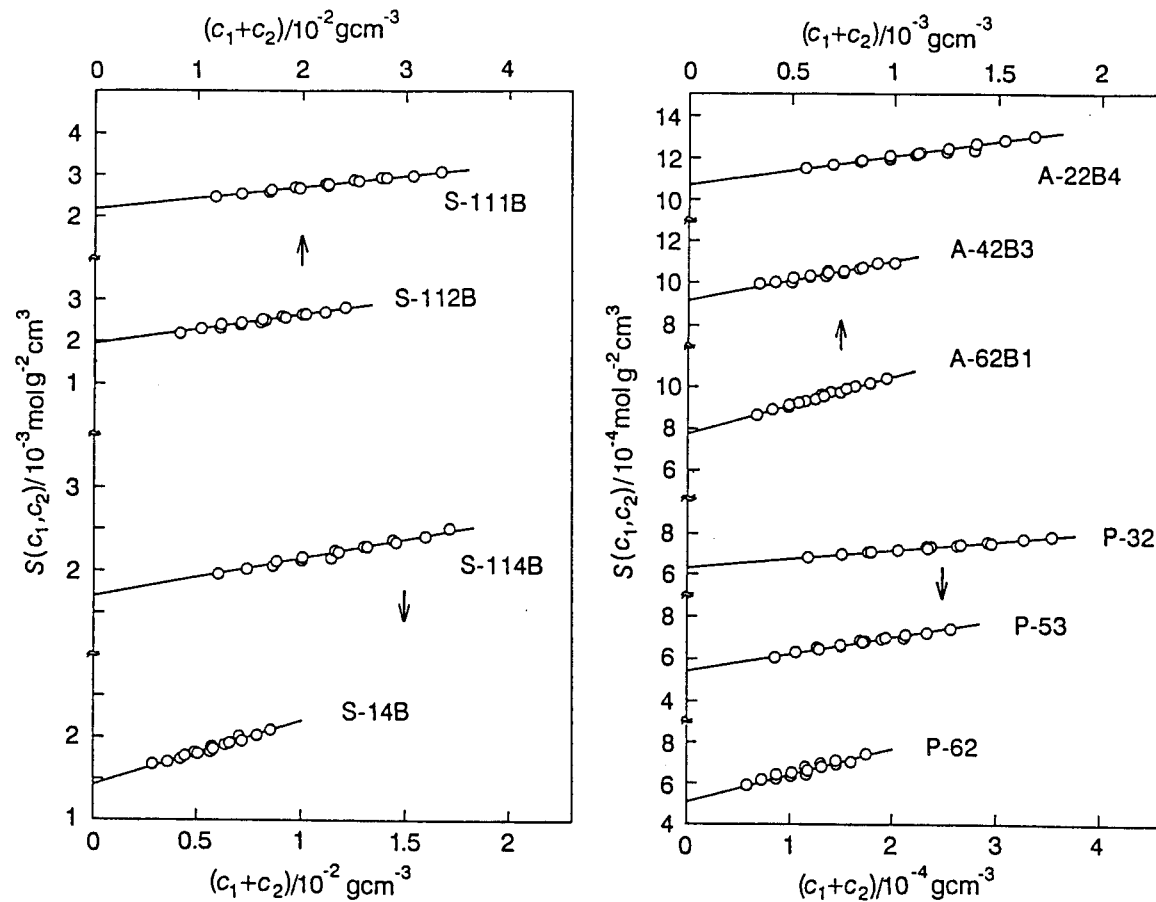 (c₁+c₂)/10⁻² gcm⁻³
0 1 2 3 4
S(c₁,c₂)/10⁻³ mol g⁻² cm³
4
3
2
S-111B
3
2
1
S-112B
3
2
S-114B
2
1
S-14B
0 0.5 1 1.5 2
(c₁+c₂)/10⁻² gcm⁻³
(c₁+c₂)/10⁻³ gcm⁻³
0 0.5 1 1.5 2
S(c₁,c₂)/10⁻⁴ mol g⁻² cm³
14
12
10
A-22B4
12
10
8
A-42B3
10
8
6
A-62B1
8
6
P-32
8
6
4
P-53
8
6
4
P-62
0 1 2 3 4
(c₁+c₂)/10⁻⁴ gcm⁻³